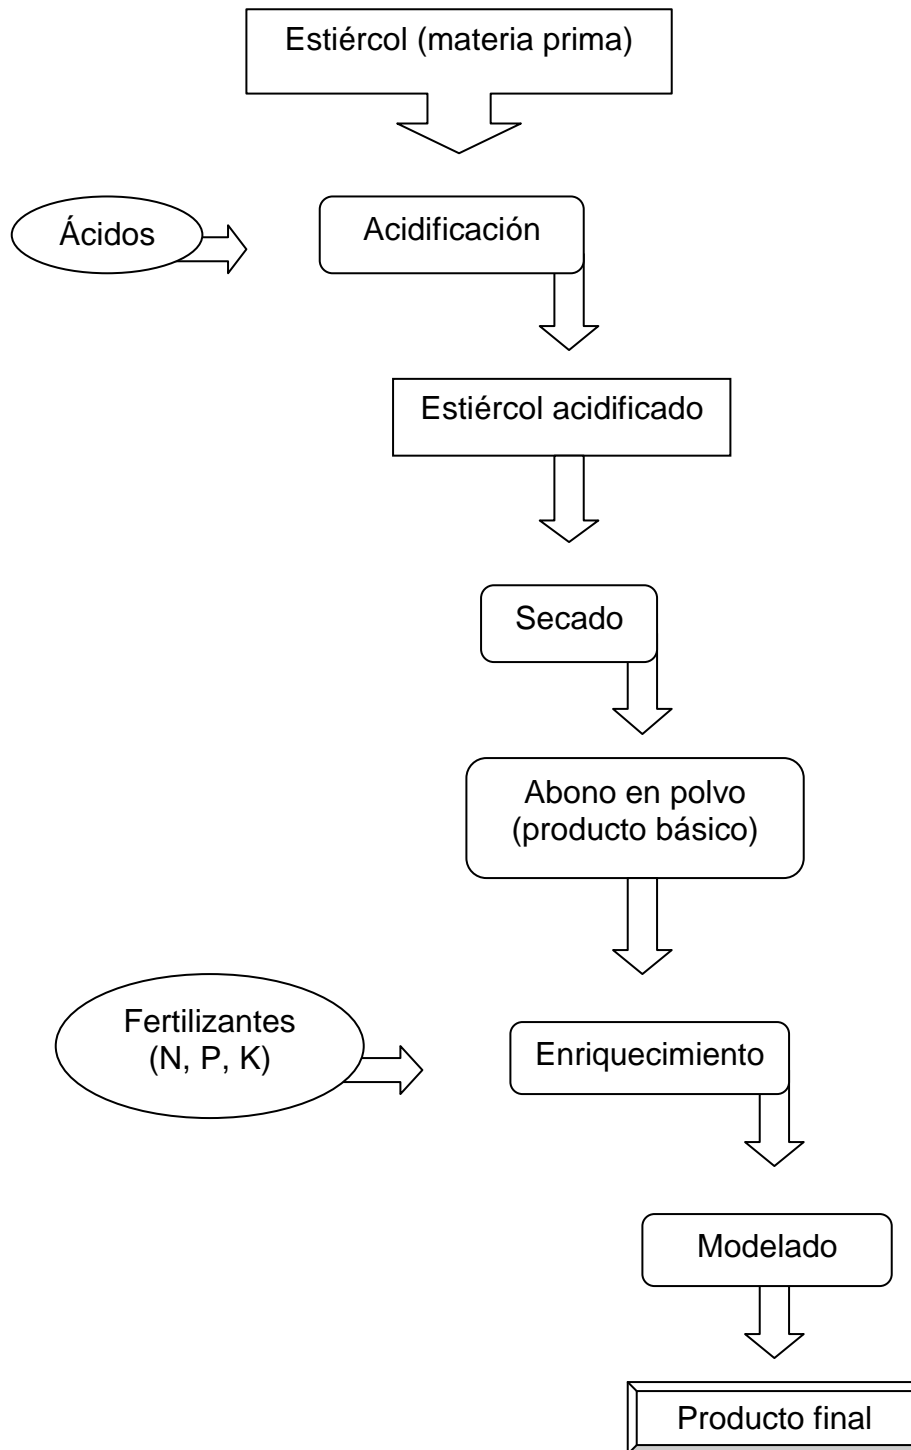 Estiércol (materia prima)
Ácidos
Acidificación
Estiércol acidificado
Secado
Abono en polvo
(producto básico)
Fertilizantes
(N, P, K)
Enriquecimiento
Modelado
Producto final